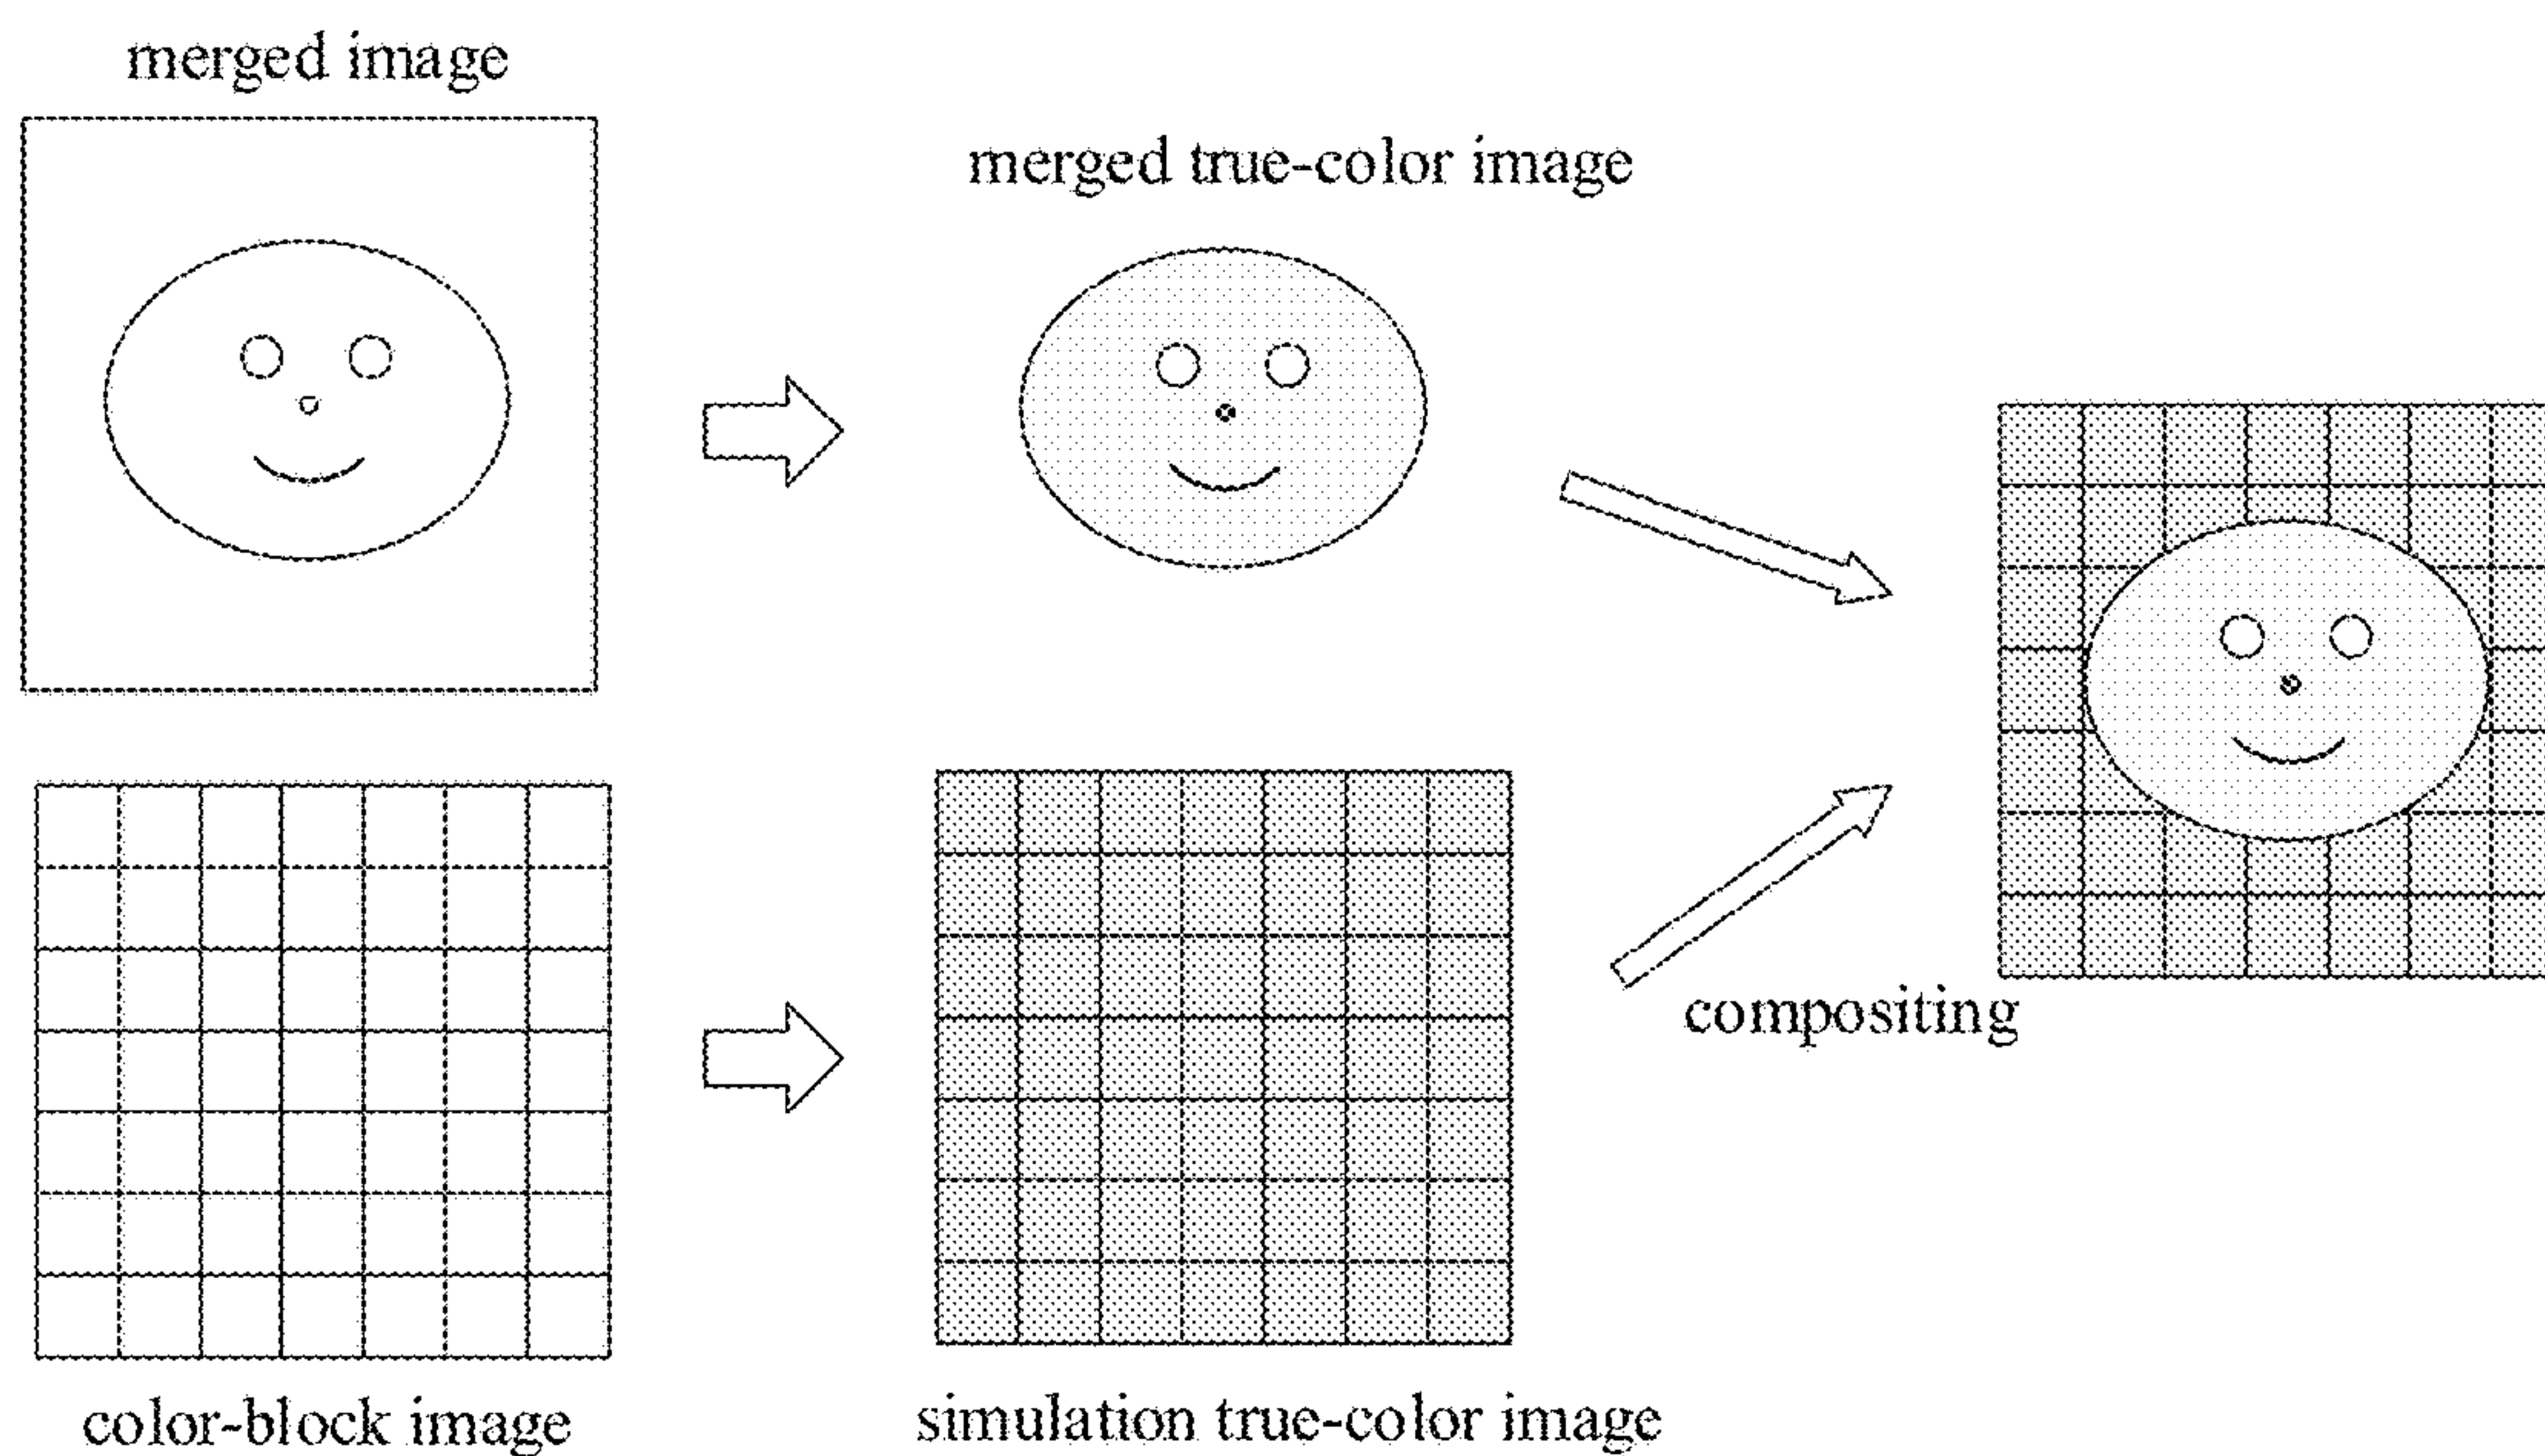 merged image
merged true-color image
compositing
color-block image
simulation true-color image